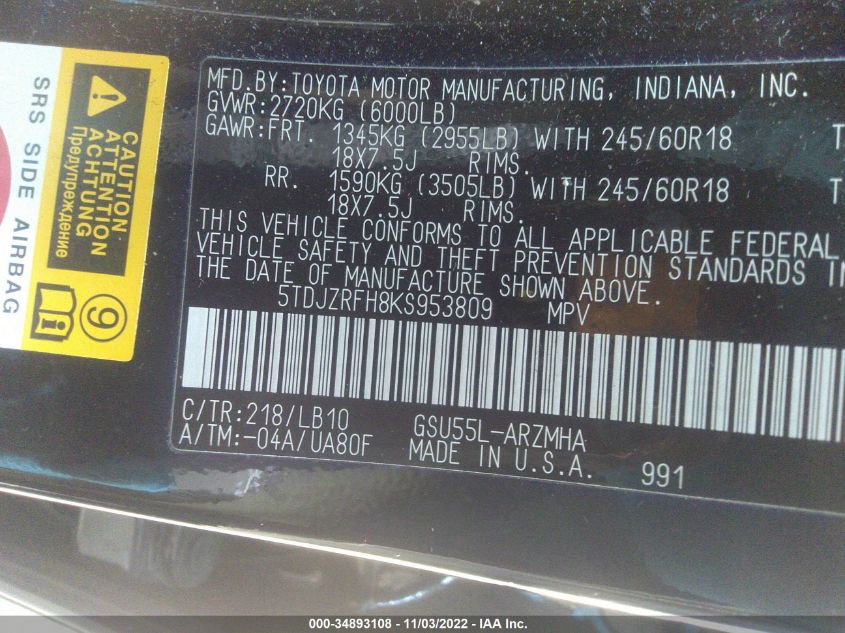 MFD.BY:TOYOTA MOTOR MANUFACTURING, INDIANA, INC.
GVWR:2720KG (6000LB)
GAWR:FRT. 1345KG (2955LB) WITH 245/60R18 T
18X7.5J RIMS.
RR. 1590KG (3505LB) WITH 245/60R18 T
18X7.5J RIMS.
THIS VEHICLE CONFORMS TO ALL APPLICABLE FEDERAL
VEHICLE SAFETY AND THEFT PREVENTION STANDARDS IN
THE DATE OF MANUFACTURE SHOWN ABOVE.
5TDJZRFH8KS953809 MPV
C/TR:218/LB10 GSU55L-ARZMHA
A/TM:-04A/UA80F MADE IN U.S.A. 991
SRS SIDE AIRBAG
CAUTION
ATTENTION
ACHTUNG
Предупреждение
9
i
000-34893108 - 11/03/2022 - IAA Inc.